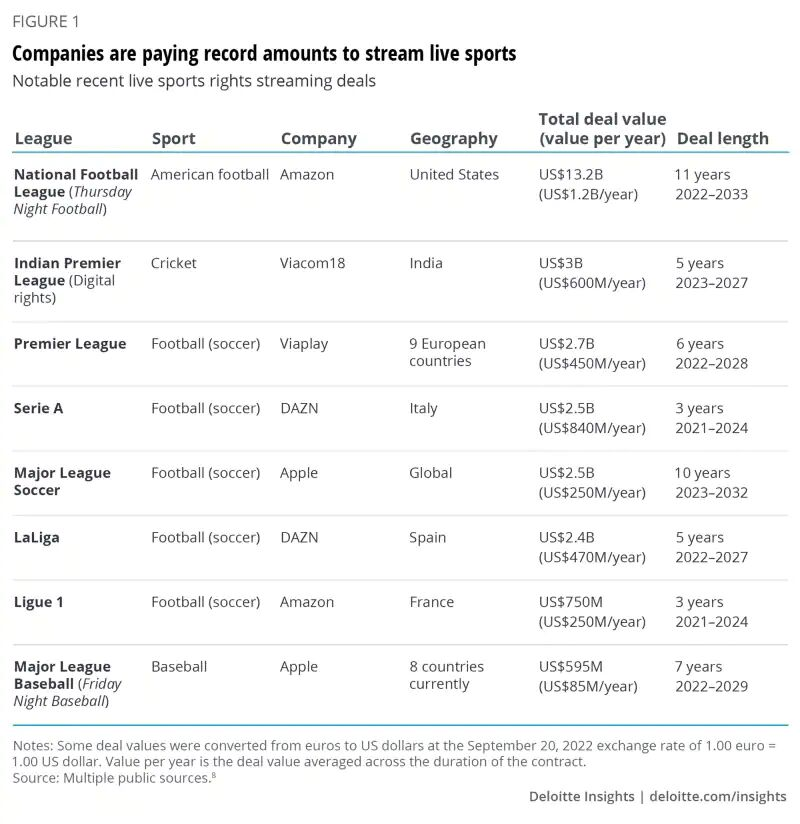 FIGURE 1
Companies are paying record amounts to stream live sports
Notable recent live sports rights streaming deals
League Sport Company Geography Total deal value (value per year) Deal length
National Football League (Thursday Night Football) American football Amazon United States US$13.2B (US$1.2B/year) 11 years 2022–2033
Indian Premier League (Digital rights) Cricket Viacom18 India US$3B (US$600M/year) 5 years 2023–2027
Premier League Football (soccer) Viaplay 9 European countries US$2.7B (US$450M/year) 6 years 2022–2028
Serie A Football (soccer) DAZN Italy US$2.5B (US$840M/year) 3 years 2021–2024
Major League Soccer Football (soccer) Apple Global US$2.5B (US$250M/year) 10 years 2023–2032
LaLiga Football (soccer) DAZN Spain US$2.4B (US$470M/year) 5 years 2022–2027
Ligue 1 Football (soccer) Amazon France US$750M (US$250M/year) 3 years 2021–2024
Major League Baseball (Friday Night Baseball) Baseball Apple 8 countries currently US$595M (US$85M/year) 7 years 2022–2029
Notes: Some deal values were converted from euros to US dollars at the September 20, 2022 exchange rate of 1.00 euro =
1.00 US dollar. Value per year is the deal value averaged across the duration of the contract.
Source: Multiple public sources.⁸
Deloitte Insights | deloitte.com/insights